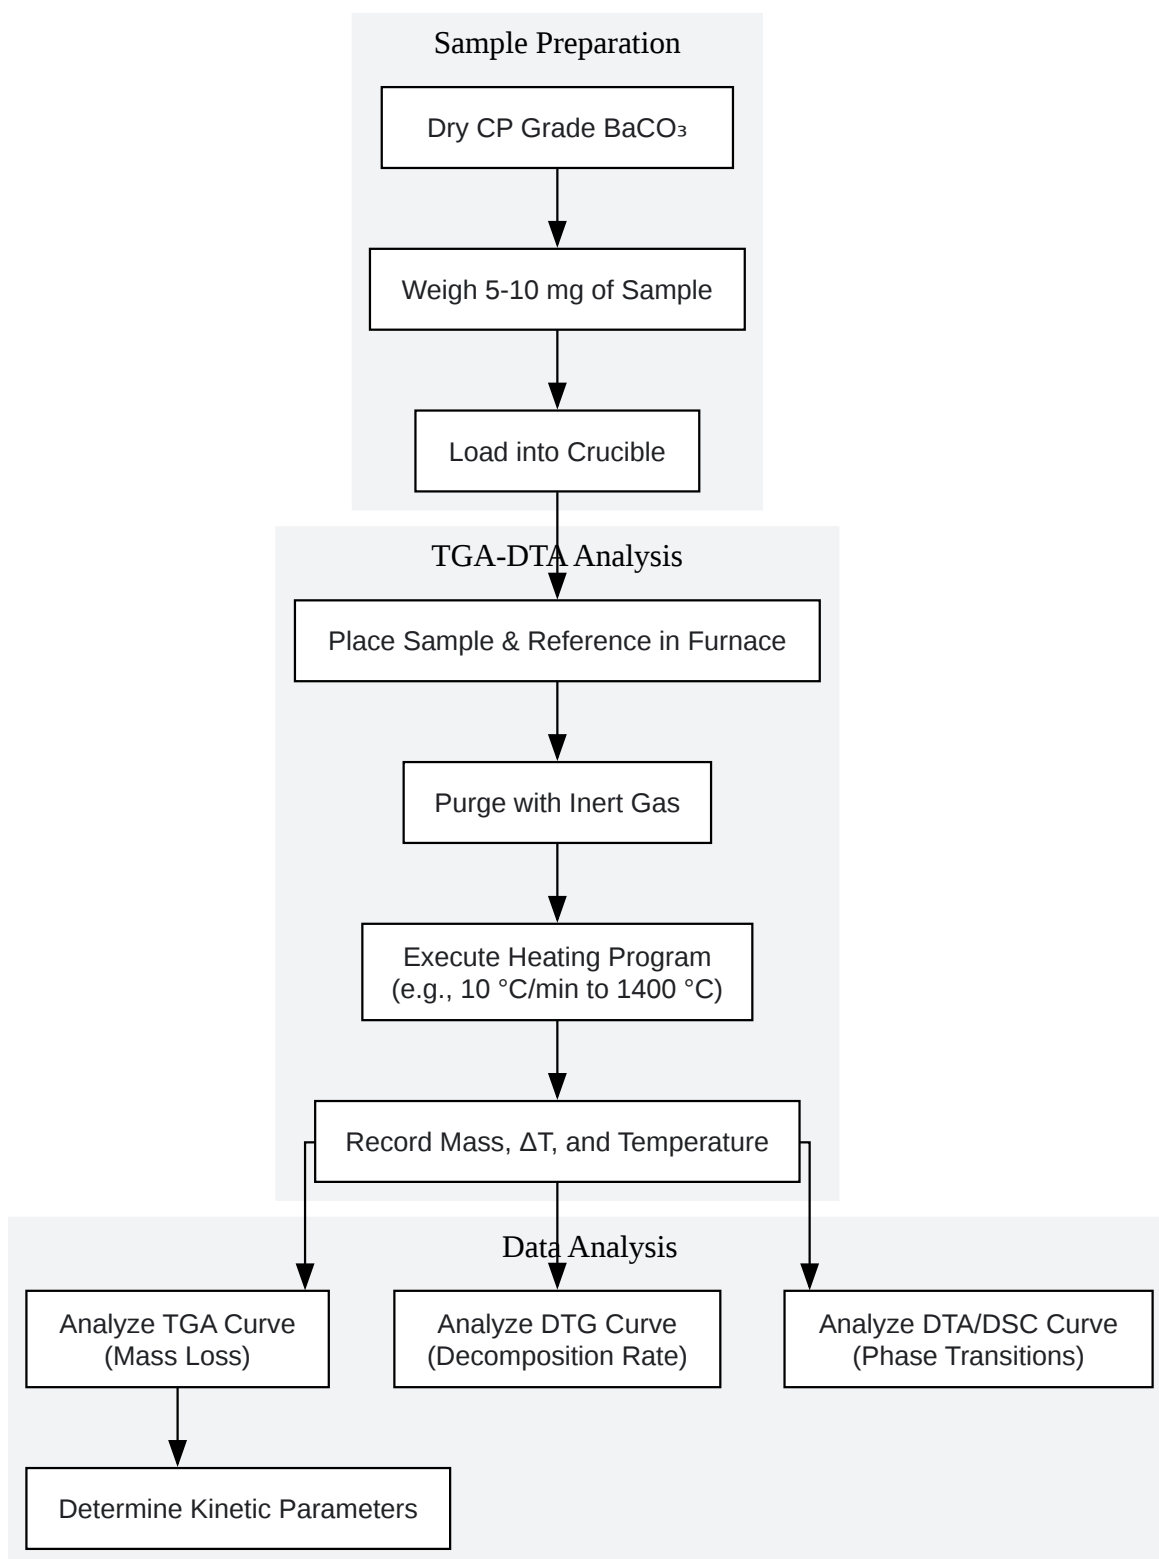 Sample Preparation
Dry CP Grade BaCO₃
Weigh 5-10 mg of Sample
Load into Crucible
TGA-DTA Analysis
Place Sample & Reference in Furnace
Purge with Inert Gas
Execute Heating Program
(e.g., 10 °C/min to 1400 °C)
Record Mass, ΔT, and Temperature
Data Analysis
Analyze TGA Curve
(Mass Loss)
Analyze DTG Curve
(Decomposition Rate)
Analyze DTA/DSC Curve
(Phase Transitions)
Determine Kinetic Parameters